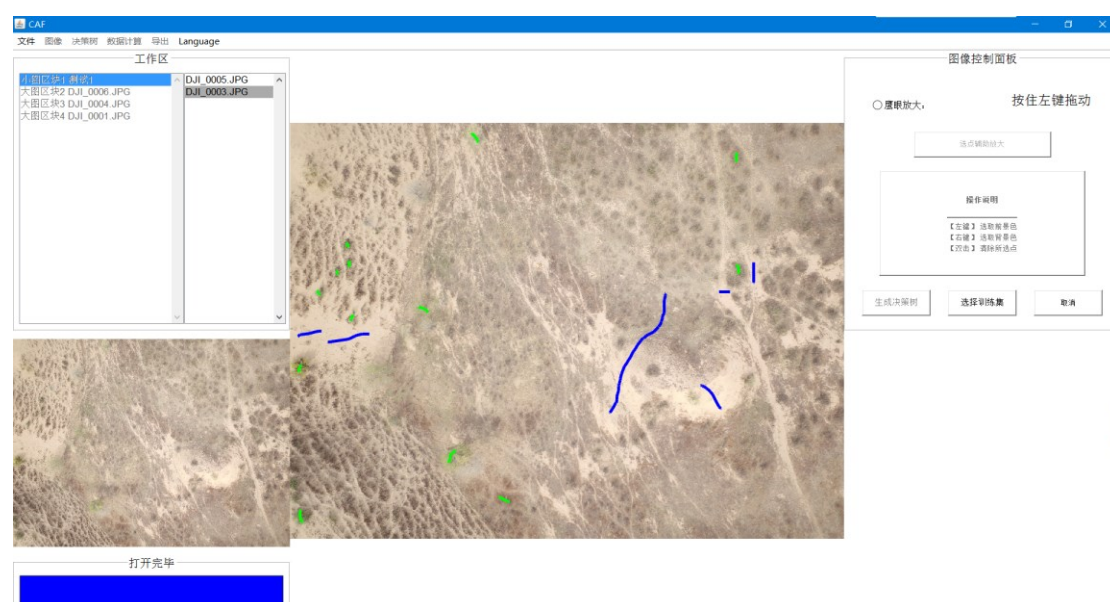 CAF
文件 图像 决策树 数据计算 导出 Language
工作区
小图区块1 测试1
大图区块2 DJI_0006.JPG
大图区块3 DJI_0004.JPG
大图区块4 DJI_0001.JPG
DJI_0005.JPG
DJI_0003.JPG
打开完毕
图像控制面板
鹰眼放大:
按住左键拖动
选点辅助放大
操作说明
【左键】选取前景色
【右键】选取背景色
【双击】清除所选点
生成决策树 选择训练集 取消